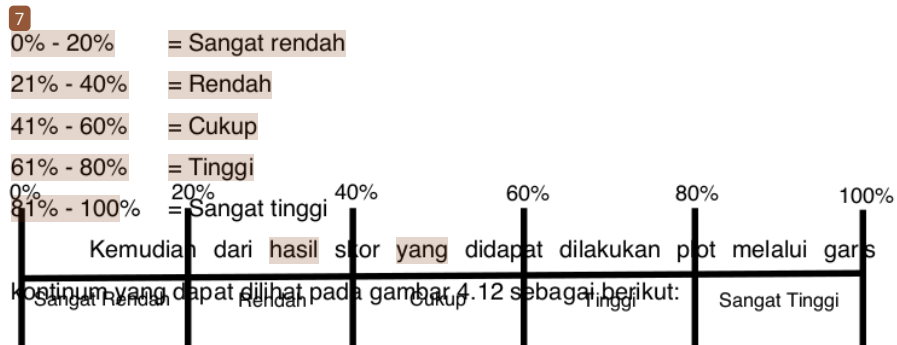 7
0% - 20% = Sangat rendah
21% - 40% = Rendah
41% - 60% = Cukup
61% - 80% = Tinggi
0% 20% 40% 60% 80% 100%
81% - 100% = Sangat tinggi
Kemudian dari hasil skor yang didapat dilakukan plot melalui garis
kontinum yang dapat dilihat pada gambar 4.12 sebagai berikut:
Sangat Rendah Rendah Cukup Tinggi Sangat Tinggi